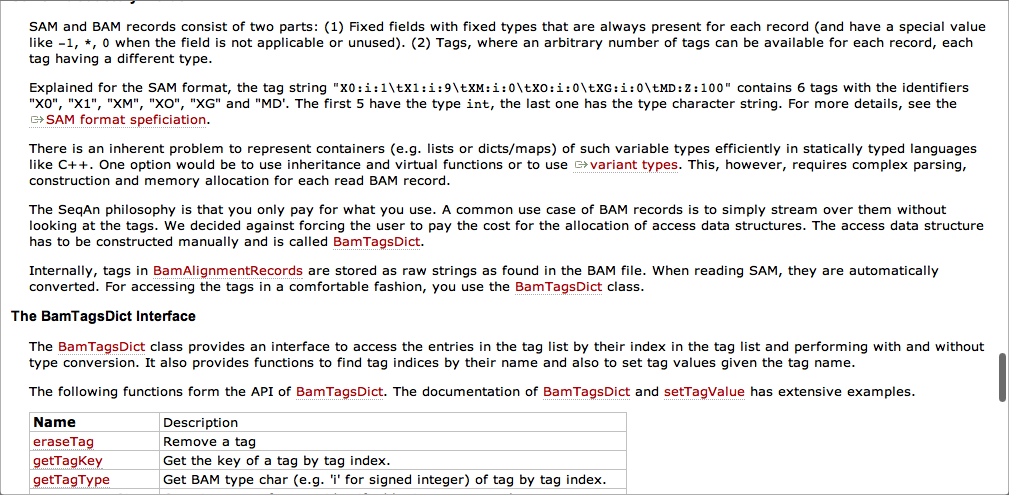 SAM and BAM records consist of two parts: (1) Fixed fields with fixed types that are always present for each record (and have a special value
like -1, *, 0 when the field is not applicable or unused). (2) Tags, where an arbitrary number of tags can be available for each record, each
tag having a different type.
Explained for the SAM format, the tag string "X0:i:1\tX1:i:9\tXM:i:0\tXO:i:0\tXG:i:0\tMD:Z:100" contains 6 tags with the identifiers
"X0", "X1", "XM", "XO", "XG" and "MD'. The first 5 have the type int, the last one has the type character string. For more details, see the
SAM format speficiation.
There is an inherent problem to represent containers (e.g. lists or dicts/maps) of such variable types efficiently in statically typed languages
like C++. One option would be to use inheritance and virtual functions or to use variant types. This, however, requires complex parsing,
construction and memory allocation for each read BAM record.
The SeqAn philosophy is that you only pay for what you use. A common use case of BAM records is to simply stream over them without
looking at the tags. We decided against forcing the user to pay the cost for the allocation of access data structures. The access data structure
has to be constructed manually and is called BamTagsDict.
Internally, tags in BamAlignmentRecords are stored as raw strings as found in the BAM file. When reading SAM, they are automatically
converted. For accessing the tags in a comfortable fashion, you use the BamTagsDict class.
The BamTagsDict Interface
The BamTagsDict class provides an interface to access the entries in the tag list by their index in the tag list and performing with and without
type conversion. It also provides functions to find tag indices by their name and also to set tag values given the tag name.
The following functions form the API of BamTagsDict. The documentation of BamTagsDict and setTagValue has extensive examples.
Name Description
eraseTag Remove a tag
getTagKey Get the key of a tag by tag index.
getTagType Get BAM type char (e.g. 'i' for signed integer) of tag by tag index.